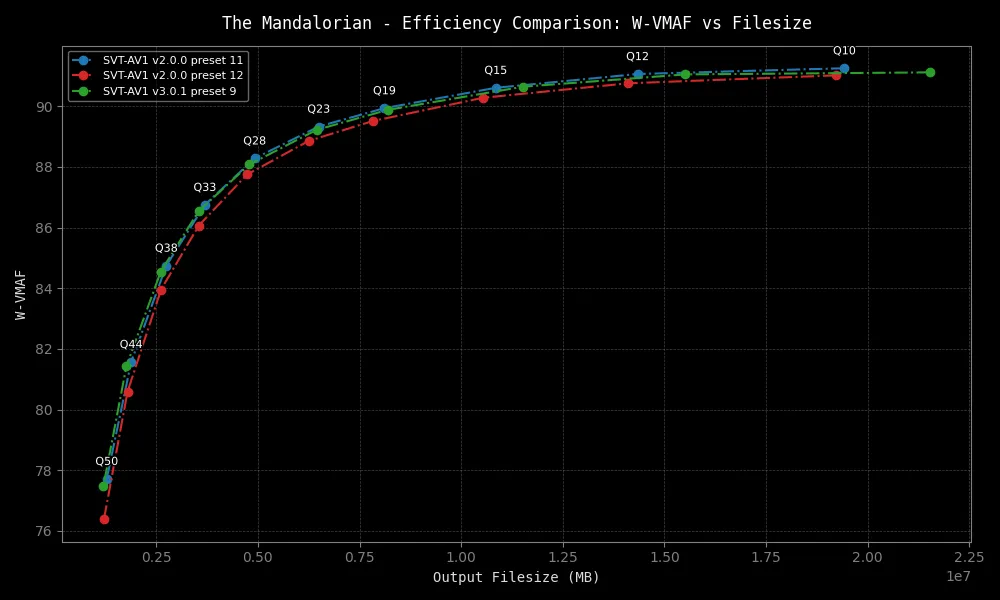 The Mandalorian - Efficiency Comparison: W-VMAF vs Filesize
SVT-AV1 v2.0.0 preset 11
SVT-AV1 v2.0.0 preset 12
SVT-AV1 v3.0.1 preset 9
Q10
Q12
Q15
Q19
Q23
Q28
Q33
Q38
Q44
Q50
90
88
86
84
82
80
78
76
W-VMAF
0.25 0.50 0.75 1.00 1.25 1.50 1.75 2.00 2.25
1e7
Output Filesize (MB)